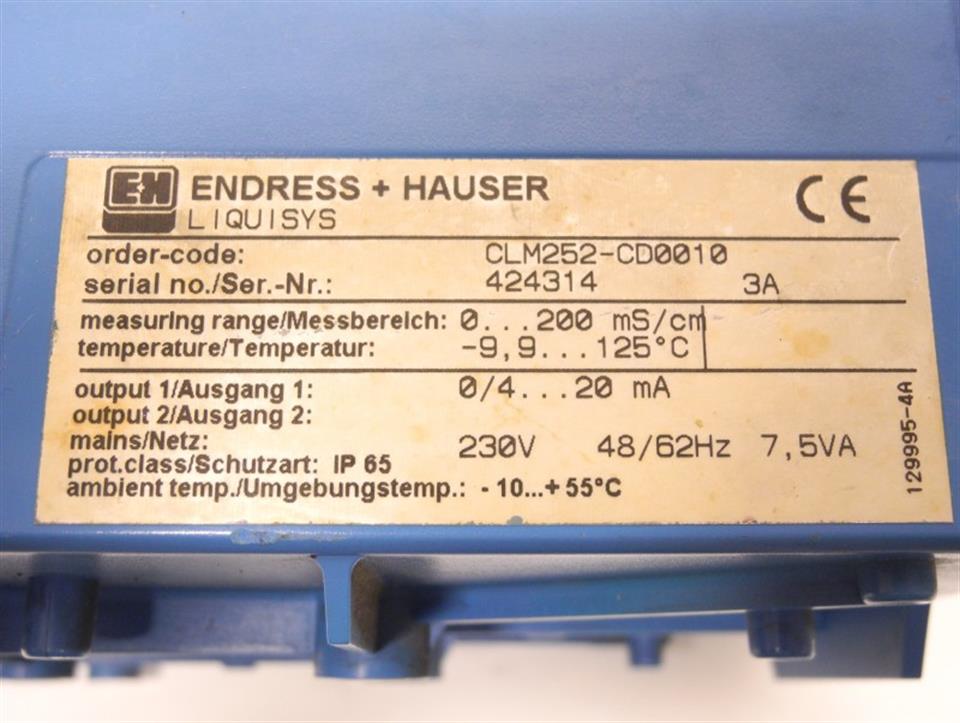 E+H ENDRESS + HAUSER
LIQUISYS
CE
order-code: CLM252-CD0010
serial no./Ser.-Nr.: 424314 3A
measuring range/Messbereich: 0...200 mS/cm
temperature/Temperatur: -9,9...125°C
output 1/Ausgang 1: 0/4...20 mA
output 2/Ausgang 2:
mains/Netz: 230V 48/62Hz 7,5VA
prot.class/Schutzart: IP 65
ambient temp./Umgebungstemp.: - 10...+ 55°C
129995-4A